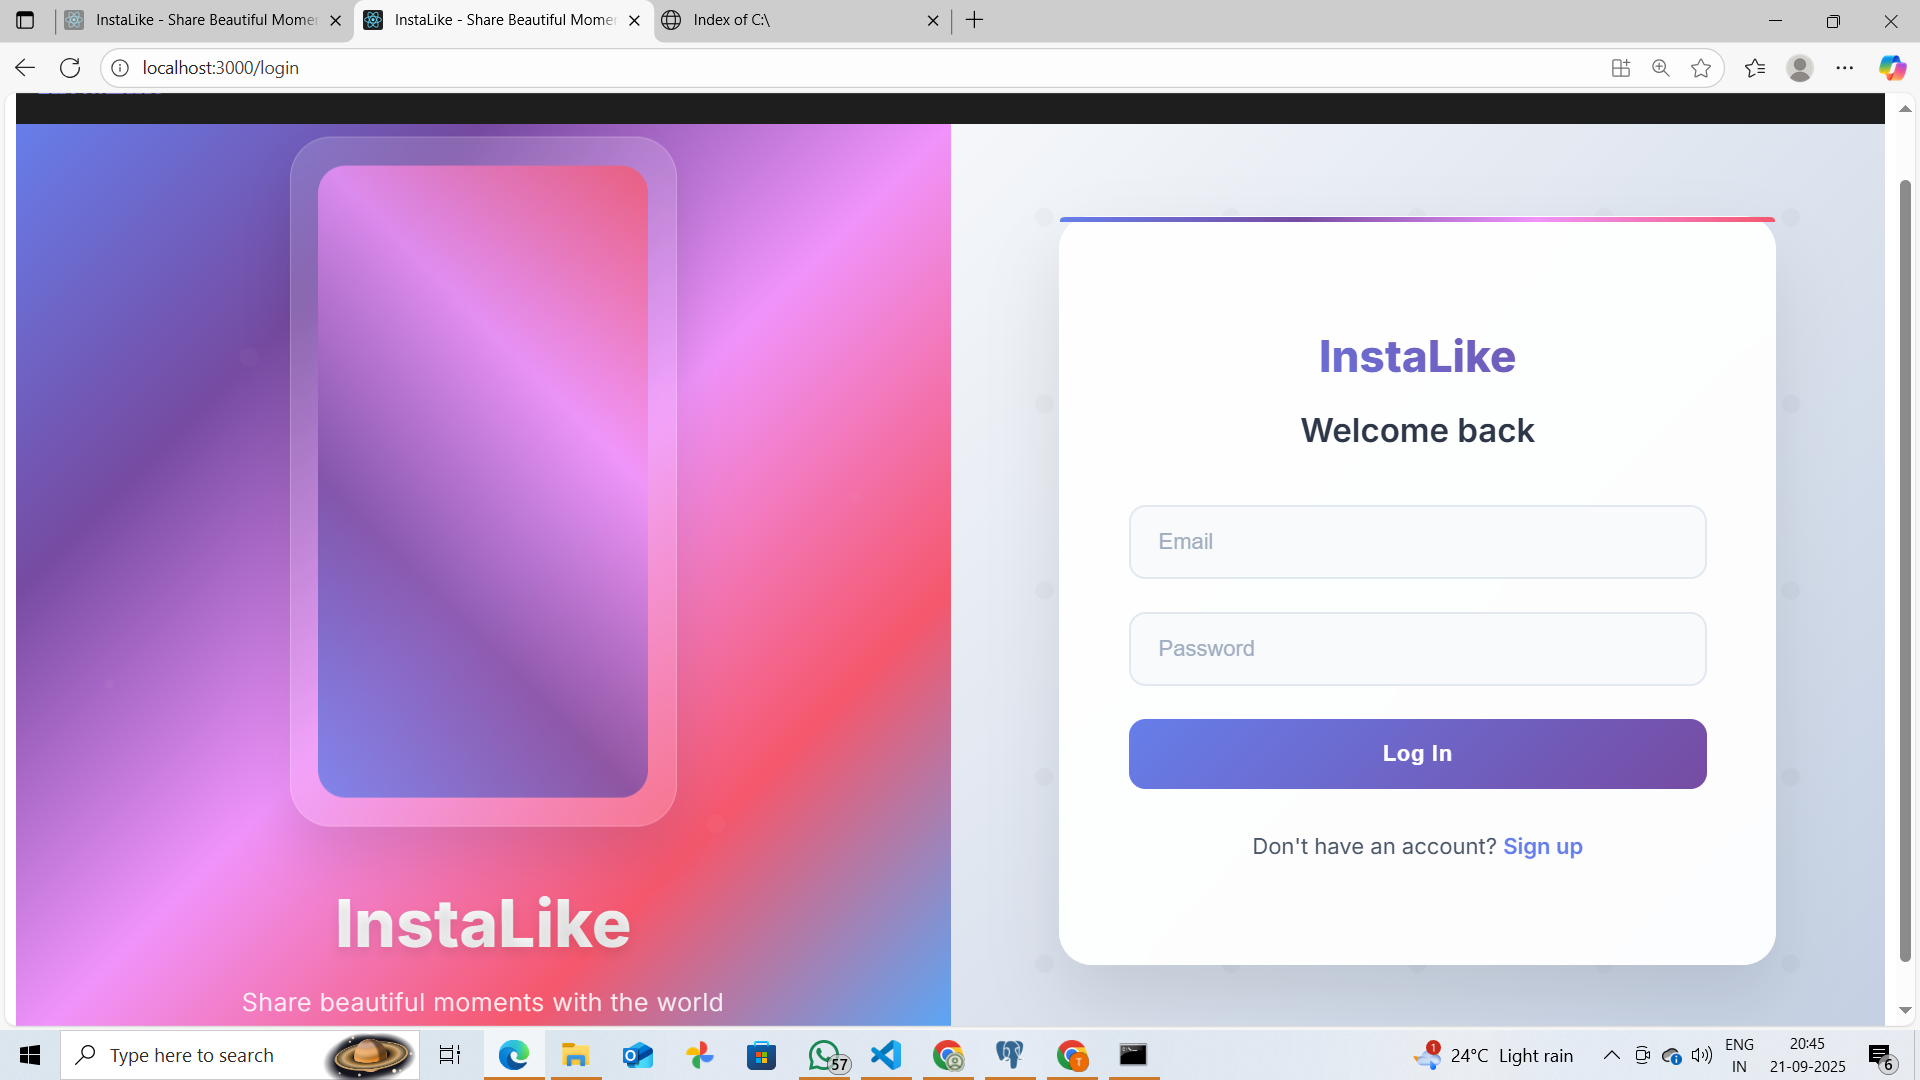 InstaLike - Share Beautiful Momen
InstaLike - Share Beautiful Momen
Index of C:\
localhost:3000/login
InstaLike
Share beautiful moments with the world
InstaLike
Welcome back
Email
Password
Log In
Don't have an account? Sign up
Type here to search
57
1
24°C Light rain
ENG
IN
20:45
21-09-2025
6